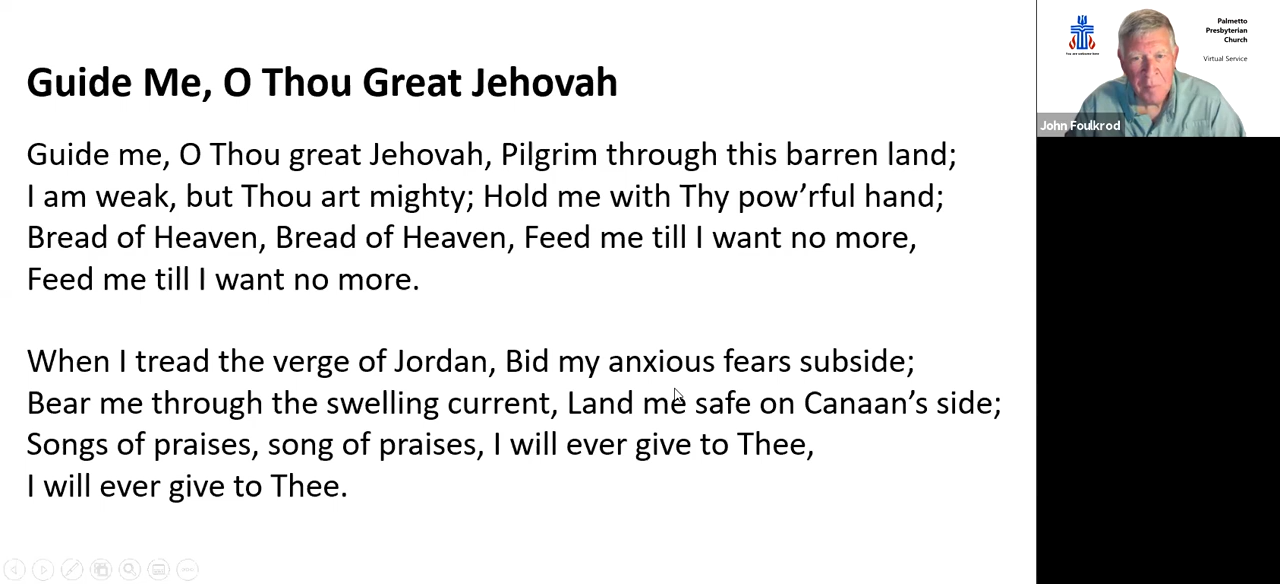 Guide Me, O Thou Great Jehovah
Guide me, O Thou great Jehovah, Pilgrim through this barren land;
I am weak, but Thou art mighty; Hold me with Thy pow’rful hand;
Bread of Heaven, Bread of Heaven, Feed me till I want no more,
Feed me till I want no more.
When I tread the verge of Jordan, Bid my anxious fears subside;
Bear me through the swelling current, Land me safe on Canaan’s side;
Songs of praises, song of praises, I will ever give to Thee,
I will ever give to Thee.
Palmetto
Presbyterian
Church
Virtual Service
John Foulkrod